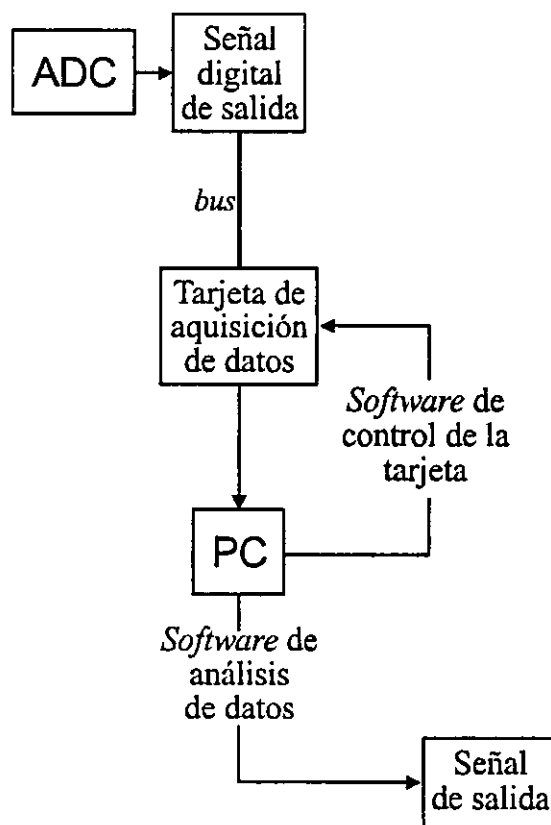 ADC
Señal
digital
de salida
bus
Tarjeta de
aquisición
de datos
Software de
control de la
tarjeta
PC
Software de
análisis
de datos
Señal
de salida